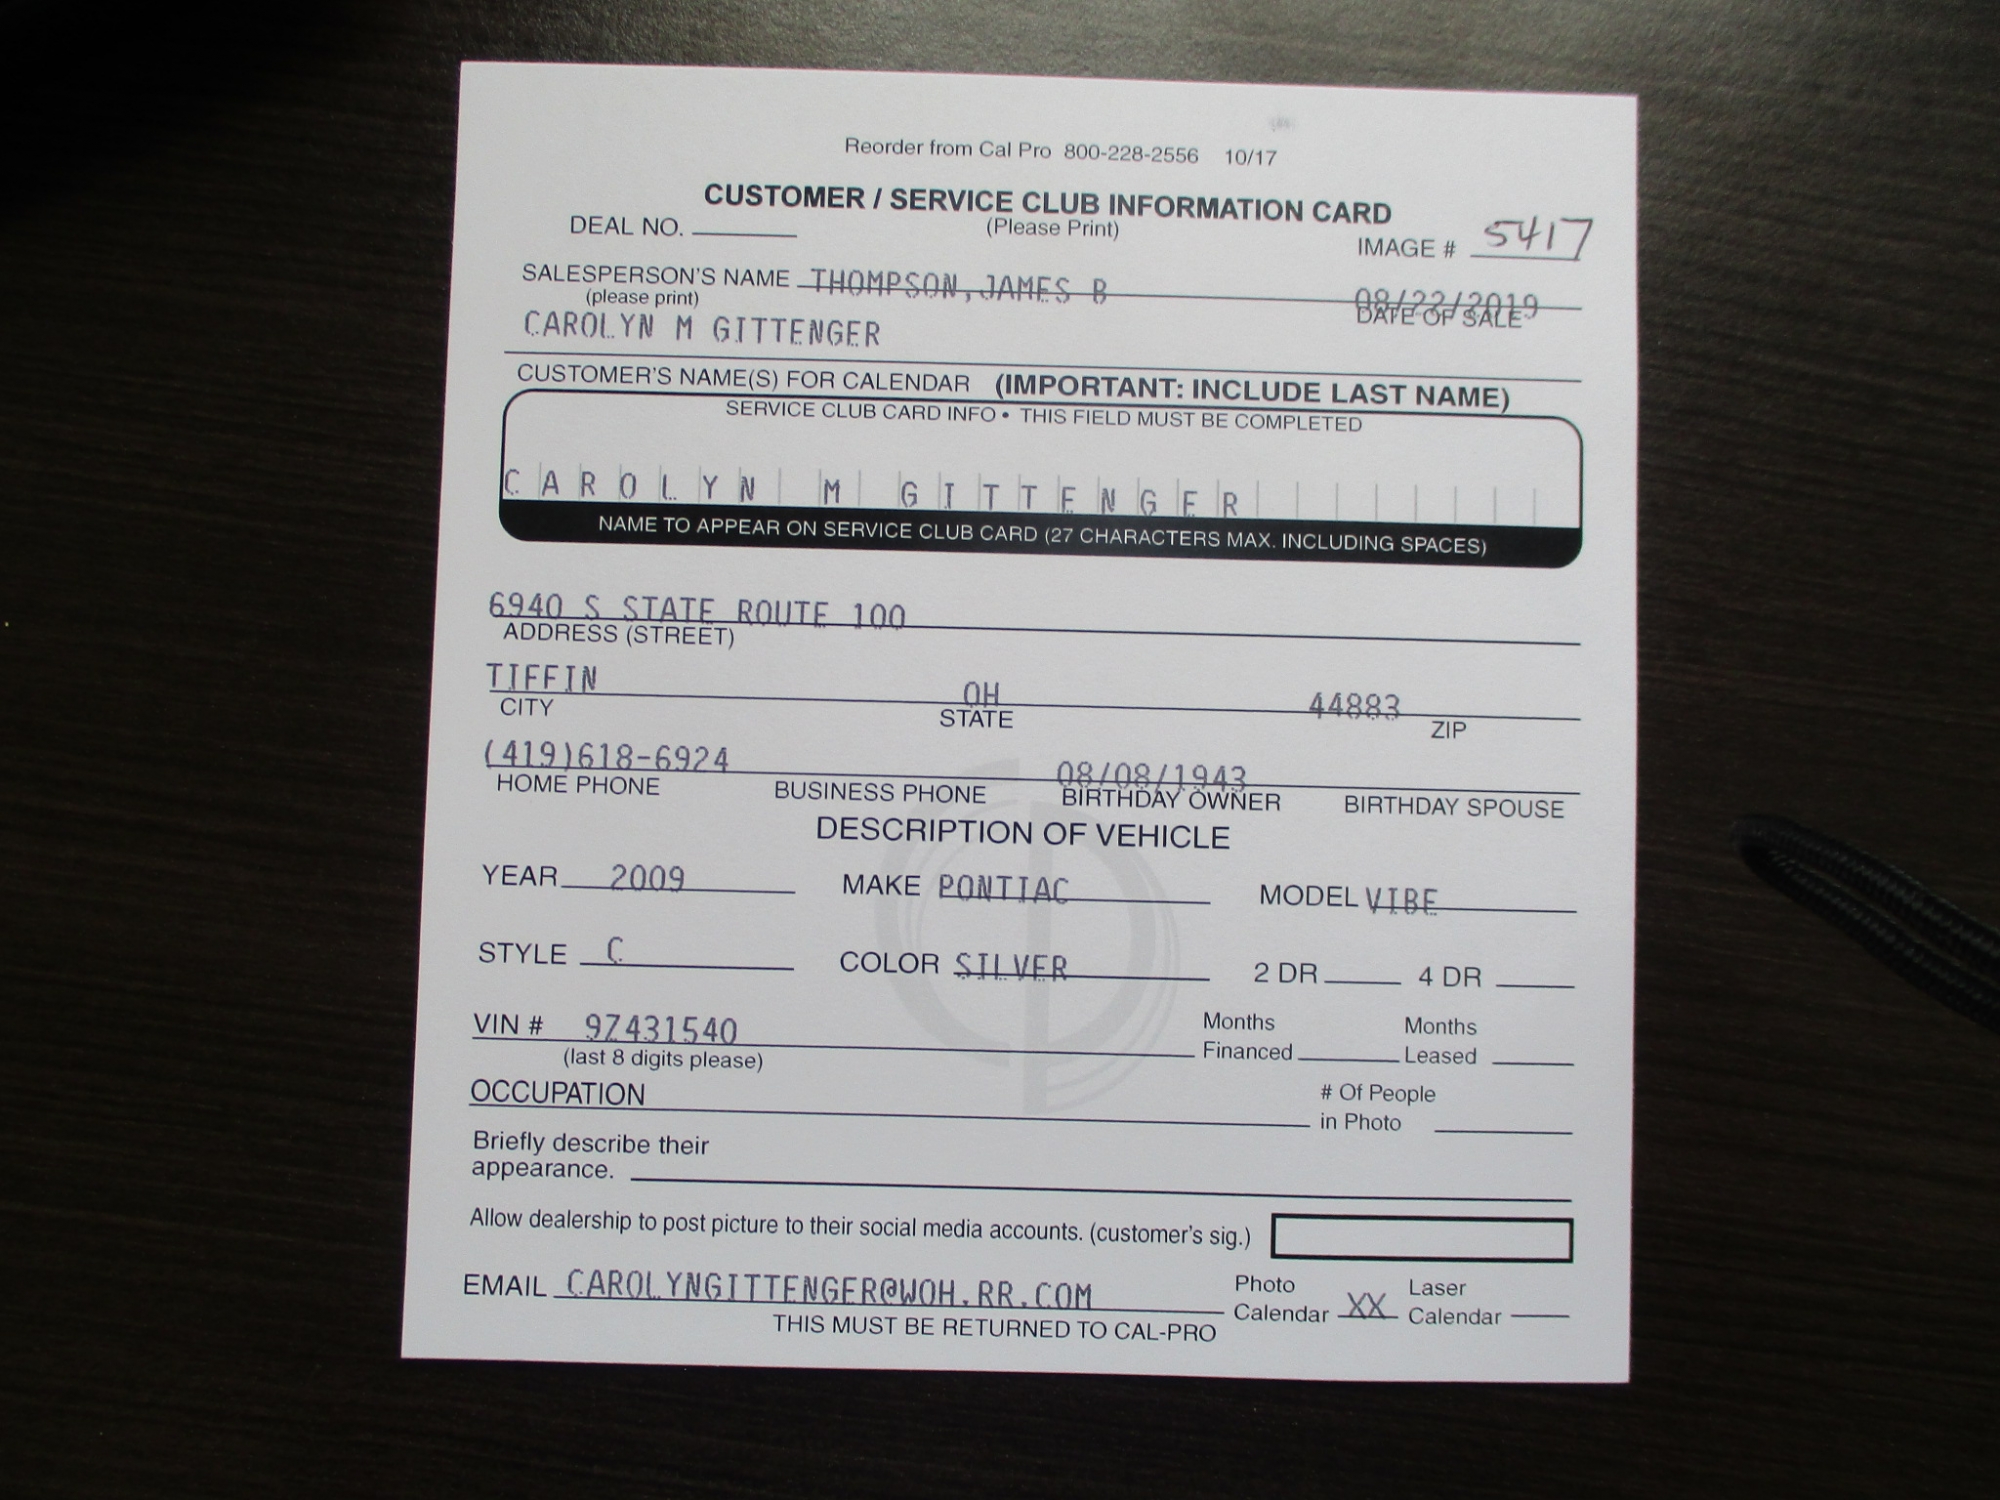 Reorder from Cal Pro 800-228-2556 10/17
CUSTOMER / SERVICE CLUB INFORMATION CARD
DEAL NO. (Please Print) IMAGE # 5417
SALESPERSON'S NAME THOMPSON, JAMES B 08/22/2019
(please print) DATE OF SALE
CAROLYN M GITTENGER
CUSTOMER'S NAME(S) FOR CALENDAR (IMPORTANT: INCLUDE LAST NAME)
SERVICE CLUB CARD INFO • THIS FIELD MUST BE COMPLETED
CAROLYN M GITTENGER
NAME TO APPEAR ON SERVICE CLUB CARD (27 CHARACTERS MAX. INCLUDING SPACES)
6940 S STATE ROUTE 100
ADDRESS (STREET)
TIFFIN OH 44883
CITY STATE ZIP
(419)618-6924 08/08/1943
HOME PHONE BUSINESS PHONE BIRTHDAY OWNER BIRTHDAY SPOUSE
DESCRIPTION OF VEHICLE
YEAR 2009 MAKE PONTIAC MODEL VIBE
STYLE C COLOR SILVER 2 DR 4 DR
VIN # 9Z431540 Months Financed Months Leased
(last 8 digits please)
OCCUPATION # Of People in Photo
Briefly describe their
appearance.
Allow dealership to post picture to their social media accounts. (customer's sig.)
EMAIL CAROLYNGITTENGER@WOH.RR.COM Photo Calendar XX Laser Calendar
THIS MUST BE RETURNED TO CAL-PRO